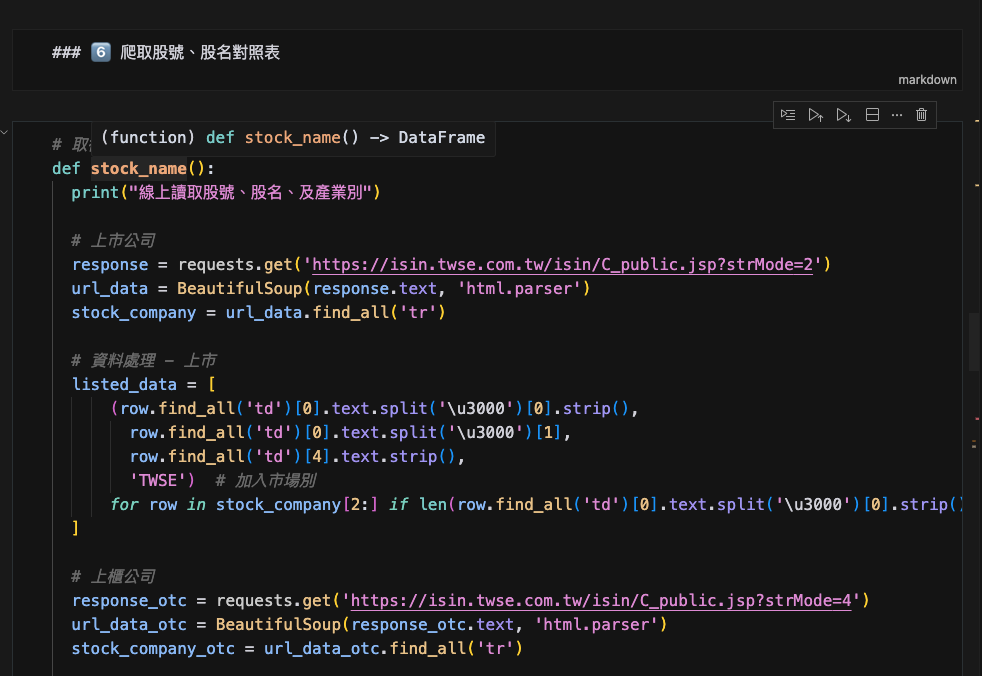 ### 6️⃣ 爬取股號、股名對照表
markdown
(function) def stock_name() -> DataFrame
# 取
def stock_name():
print("線上讀取股號、股名、及產業別")
# 上市公司
response = requests.get('https://isin.twse.com.tw/isin/C_public.jsp?strMode=2')
url_data = BeautifulSoup(response.text, 'html.parser')
stock_company = url_data.find_all('tr')
# 資料處理 - 上市
listed_data = [
(row.find_all('td')[0].text.split('\u3000')[0].strip(),
row.find_all('td')[0].text.split('\u3000')[1],
row.find_all('td')[4].text.strip(),
'TWSE') # 加入市場別
for row in stock_company[2:] if len(row.find_all('td')[0].text.split('\u3000')[0].strip()
]
# 上櫃公司
response_otc = requests.get('https://isin.twse.com.tw/isin/C_public.jsp?strMode=4')
url_data_otc = BeautifulSoup(response_otc.text, 'html.parser')
stock_company_otc = url_data_otc.find_all('tr')